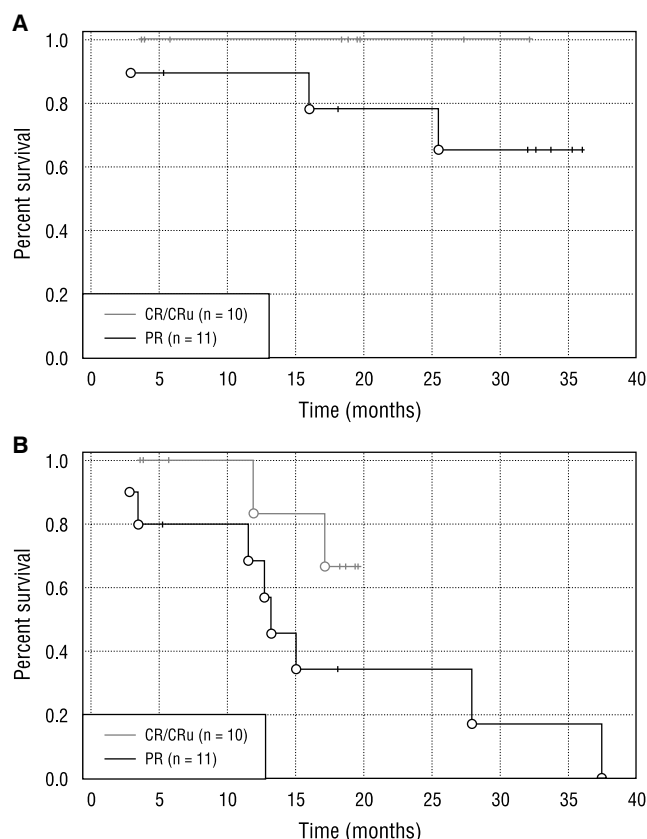 A
1.0
0.8
0.6
0.4
0.2
0.0
Percent survival
CR/CRu (n = 10)
PR (n = 11)
0 5 10 15 20 25 30 35 40
Time (months)
B
1.0
0.8
0.6
0.4
0.2
0.0
Percent survival
CR/CRu (n = 10)
PR (n = 11)
0 5 10 15 20 25 30 35 40
Time (months)